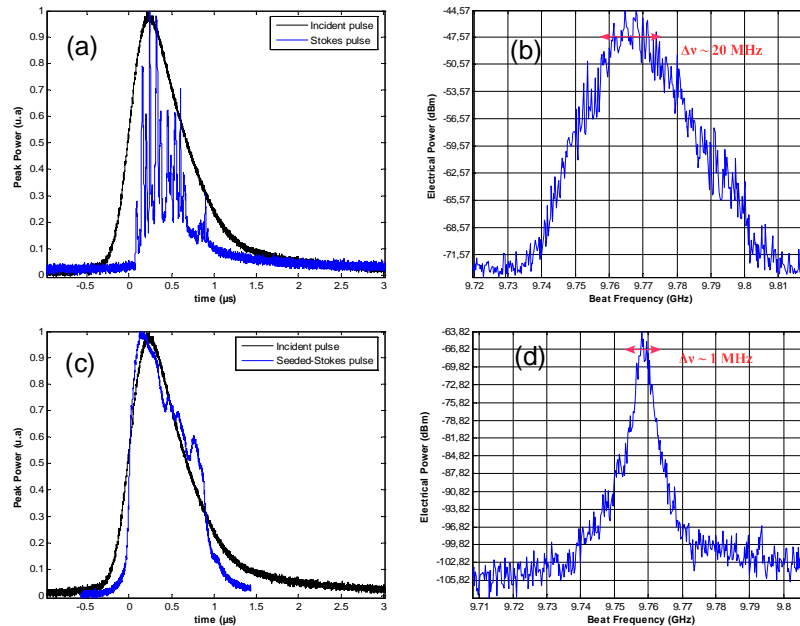 (a)
Incident pulse
Stokes pulse
Peak Power (u.a)
1
0.9
0.8
0.7
0.6
0.5
0.4
0.3
0.2
0.1
0
0 0.5 1 1.5 2 2.5 3
time (µs)
(b)
Δν ~ 20 MHz
Electrical Power (dBm)
-44,57
-47,57
-50,57
-53,57
-56,57
-59,57
-62,57
-65,57
-68,57
-71,57
9.72 9.73 9.74 9.75 9.76 9.77 9.78 9.79 9.8 9.81
Beat Frequency (GHz)
(c)
Incident pulse
Seeded-Stokes pulse
Peak Power (u.a)
1
0.9
0.8
0.7
0.6
0.5
0.4
0.3
0.2
0.1
0
-0.5 0 0.5 1 1.5 2 2.5 3
time (µs)
(d)
Δν ~ 1 MHz
Electrical Power (dBm)
-63,82
-66,82
-69,82
-72,82
-85,82
-82,82
-81,82
-84,82
-87,82
-90,82
-93,82
-96,82
-99,82
-102,82
-105,82
9.71 9.72 9.73 9.74 9.75 9.76 9.77 9.78 9.79 9.8
Beat Frequency (GHz)